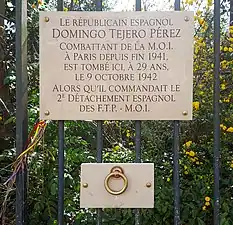 LE RÉPUBLICAIN ESPAGNOL
DOMINGO TEJERO PÉREZ
COMBATTANT DE LA M.O.I.
À PARIS DEPUIS FIN 1941,
EST TOMBÉ ICI, À 29 ANS,
LE 9 OCTOBRE 1942
ALORS QU'IL COMMANDAIT LE
2E DÉTACHEMENT ESPAGNOL
DES F.T.P. - M.O.I.